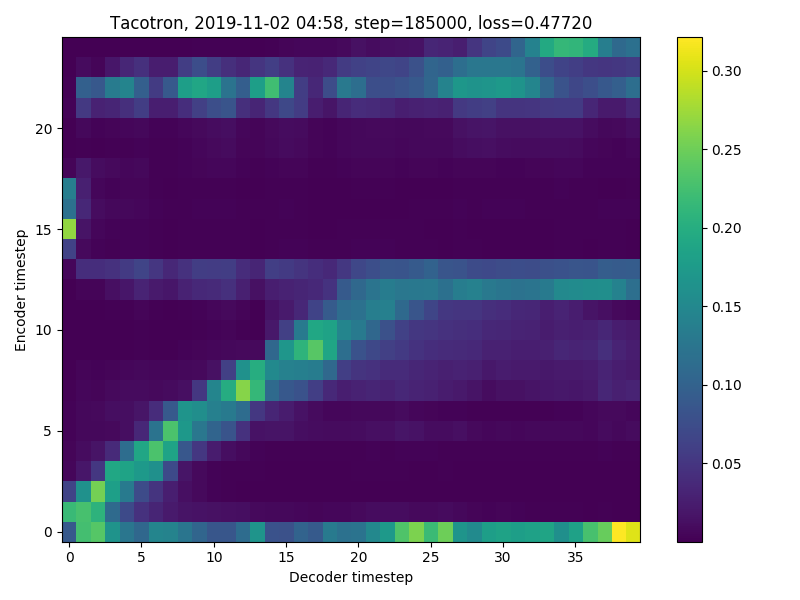 Tacotron, 2019-11-02 04:58, step=185000, loss=0.47720
Encoder timestep
20
15
10
5
0
0 5 10 15 20 25 30 35
Decoder timestep
0.30
0.25
0.20
0.15
0.10
0.05